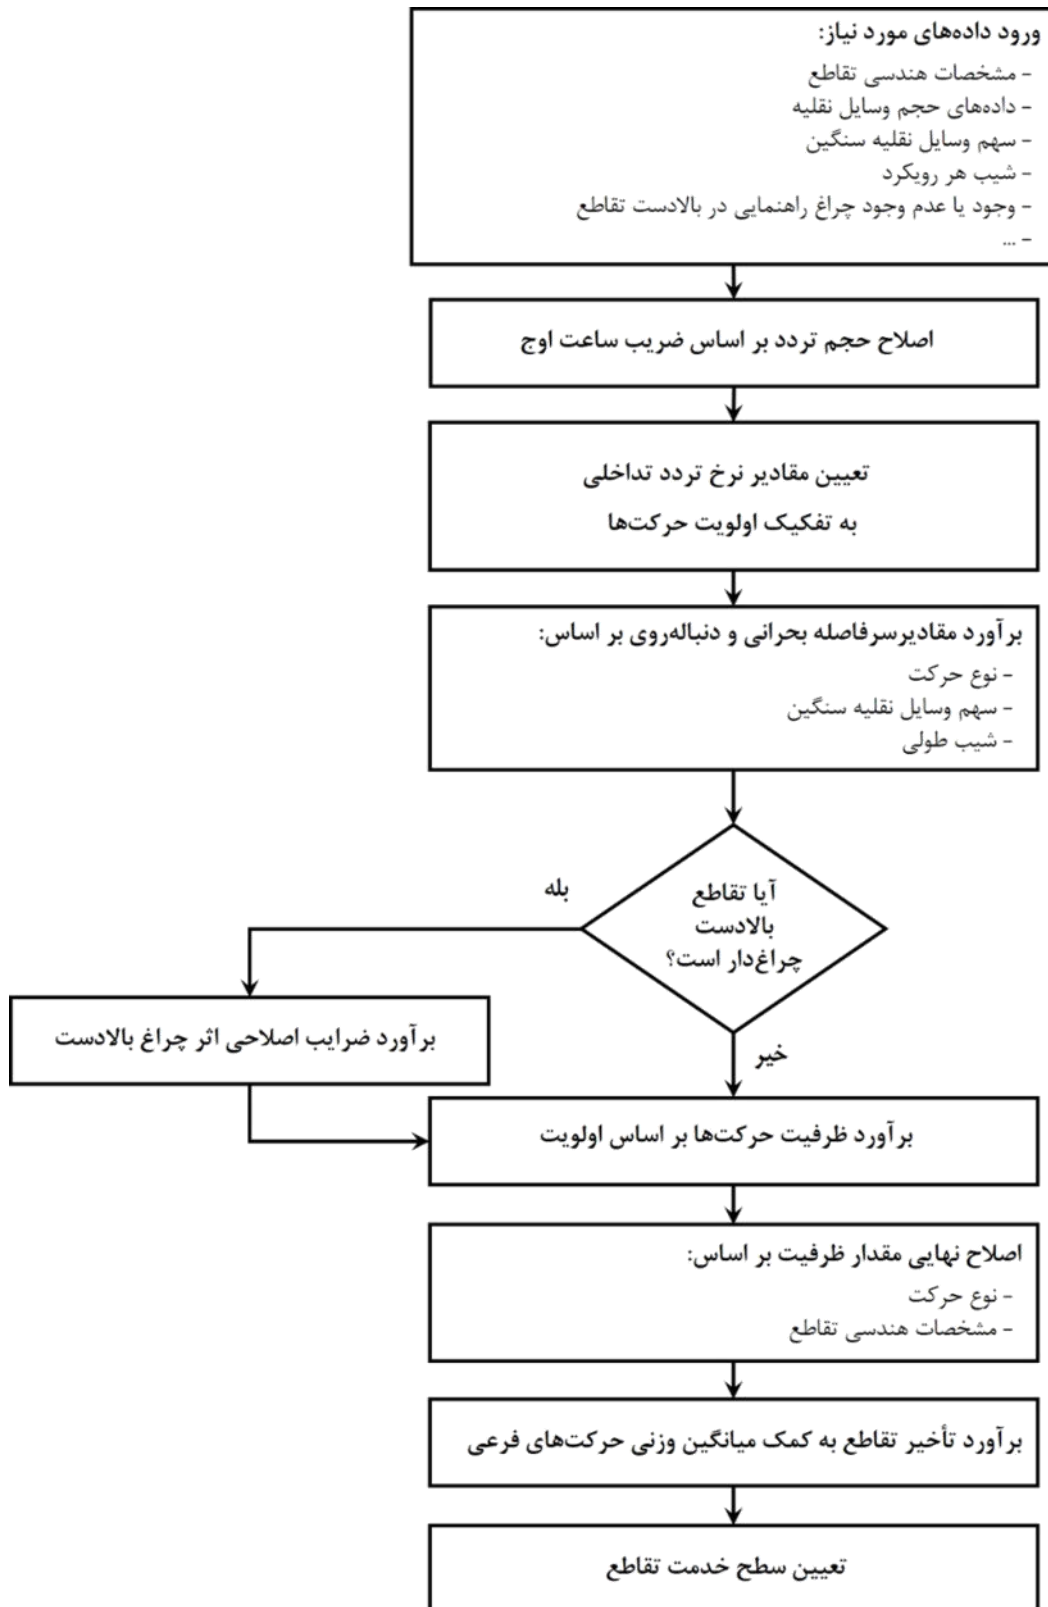 ورود داده‌های مورد نیاز:
- مشخصات هندسی تقاطع
- داده‌های حجم وسایل نقلیه
- سهم وسایل نقلیه سنگین
- شیب هر رویکرد
- وجود یا عدم وجود چراغ راهنمایی در بالادست تقاطع
- ...
اصلاح حجم تردد بر اساس ضریب ساعت اوج
تعیین مقادیر نرخ تردد تداخلی
به تفکیک اولویت حرکت‌ها
برآورد مقادیرسرفاصله بحرانی و دنباله‌روی بر اساس:
- نوع حرکت
- سهم وسایل نقلیه سنگین
- شیب طولی
آیا تقاطع
بالادست
چراغ‌دار است؟
بله
خیر
برآورد ضرایب اصلاحی اثر چراغ بالادست
برآورد ظرفیت حرکت‌ها بر اساس اولویت
اصلاح نهایی مقدار ظرفیت بر اساس:
- نوع حرکت
- مشخصات هندسی تقاطع
برآورد تأخیر تقاطع به کمک میانگین وزنی حرکت‌های فرعی
تعیین سطح خدمت تقاطع